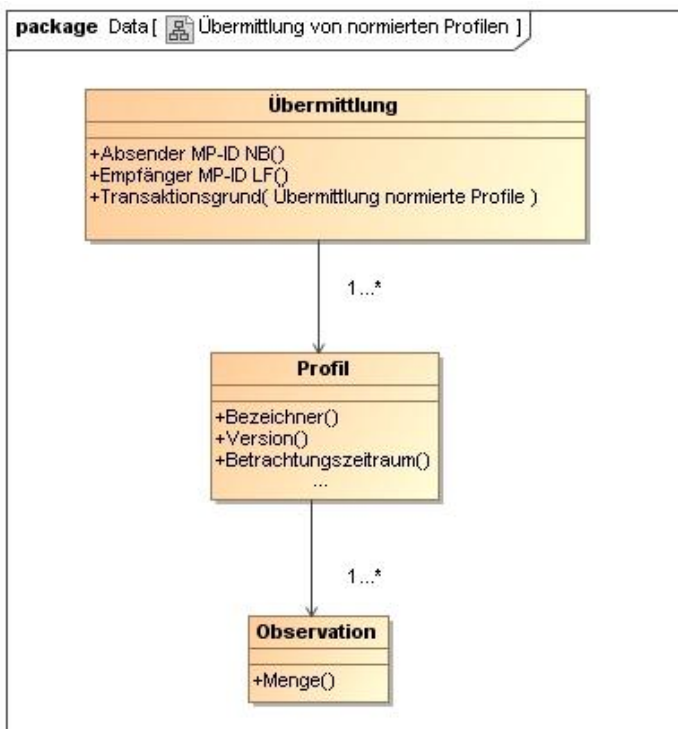 package Data [ Übermittlung von normierten Profilen ]
Übermittlung
+Absender MP-ID NB()
+Empfänger MP-ID LF()
+Transaktionsgrund( Übermittlung normierte Profile )
1...*
Profil
+Bezeichner()
+Version()
+Betrachtungszeitraum()
...
1...*
Observation
+Menge()